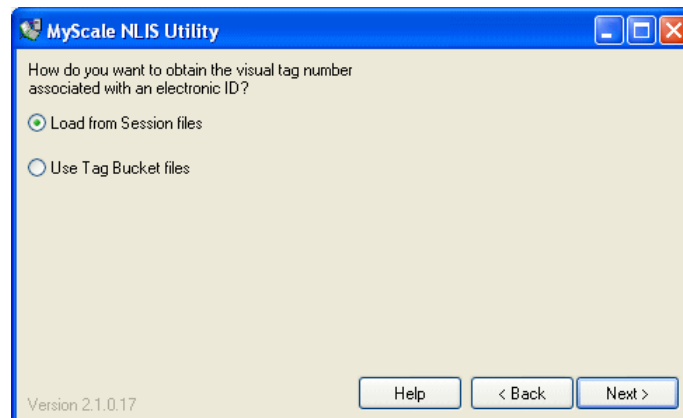 MyScale NLIS Utility
How do you want to obtain the visual tag number
associated with an electronic ID?
Load from Session files
Use Tag Bucket files
Version 2.1.0.17
Help
< Back
Next >